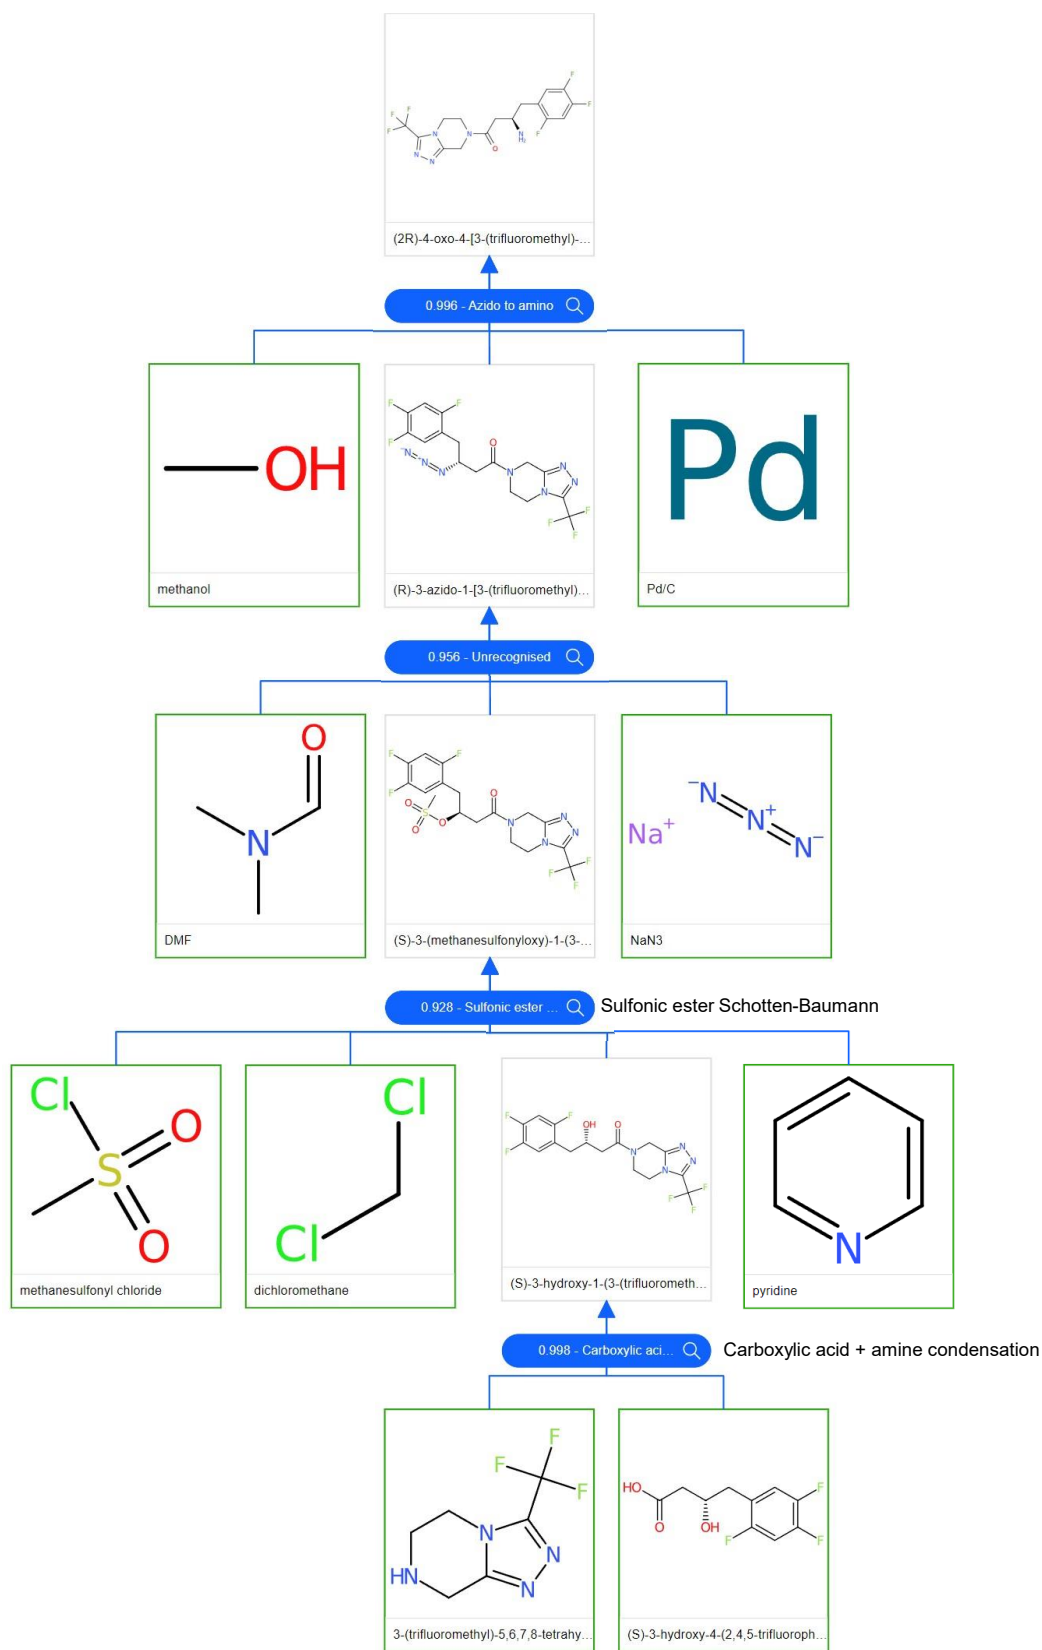 F
F
F
F
F
F
N
N
N
N
O
NH₂
(2R)-4-oxo-4-[3-(trifluoromethyl)-...
0.996 - Azido to amino
OH
methanol
F
F
F
⁻N
N⁺
N
O
N
N
N
N
F
F
F
(R)-3-azido-1-[3-(trifluoromethyl)...
Pd
Pd/C
0.956 - Unrecognised
O
N
DMF
F
F
F
O
S
O
O
O
N
N
N
N
F
F
F
(S)-3-(methanesulfonyloxy)-1-(3-...
Na⁺
⁻N
N⁺
N⁻
NaN3
0.928 - Sulfonic ester ...
Sulfonic ester Schotten-Baumann
Cl
O
S
O
methanesulfonyl chloride
Cl
Cl
dichloromethane
F
F
F
OH
O
N
N
N
N
F
F
F
(S)-3-hydroxy-1-(3-(trifluorometh...
N
pyridine
0.998 - Carboxylic aci...
Carboxylic acid + amine condensation
F
F
F
N
N
N
HN
3-(trifluoromethyl)-5,6,7,8-tetrahy...
HO
O
OH
F
F
F
(S)-3-hydroxy-4-(2,4,5-trifluoroph...